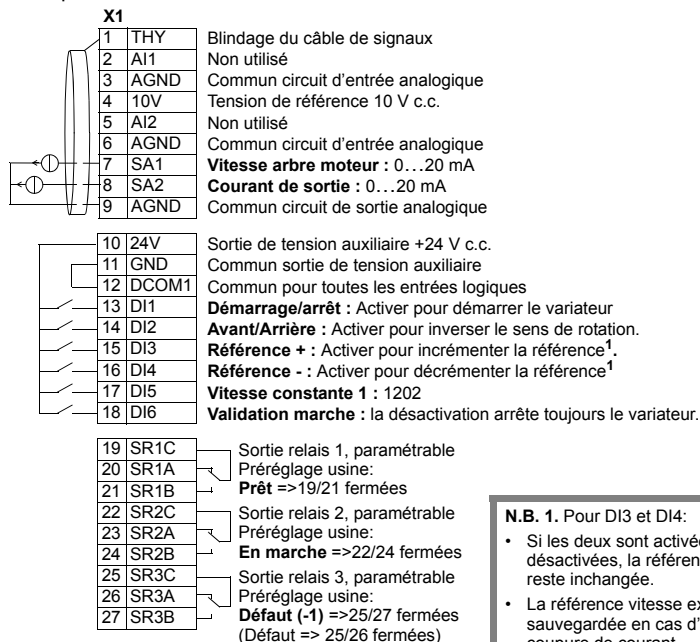 X1
1 THY Blindage du câble de signaux
2 AI1 Non utilisé
3 AGND Commun circuit d'entrée analogique
4 10V Tension de référence 10 V c.c.
5 AI2 Non utilisé
6 AGND Commun circuit d'entrée analogique
7 SA1 Vitesse arbre moteur : 0…20 mA
8 SA2 Courant de sortie : 0…20 mA
9 AGND Commun circuit de sortie analogique
10 24V Sortie de tension auxiliaire +24 V c.c.
11 GND Commun sortie de tension auxiliaire
12 DCOM1 Commun pour toutes les entrées logiques
13 DI1 Démarrage/arrêt : Activer pour démarrer le variateur
14 DI2 Avant/Arrière : Activer pour inverser le sens de rotation.
15 DI3 Référence + : Activer pour incrémenter la référence1.
16 DI4 Référence - : Activer pour décrémenter la référence1
17 DI5 Vitesse constante 1 : 1202
18 DI6 Validation marche : la désactivation arrête toujours le variateur.
19 SR1C Sortie relais 1, paramétrable
20 SR1A Préréglage usine:
21 SR1B Prêt =>19/21 fermées
22 SR2C Sortie relais 2, paramétrable
23 SR2A Préréglage usine:
24 SR2B En marche =>22/24 fermées
25 SR3C Sortie relais 3, paramétrable
26 SR3A Préréglage usine:
27 SR3B Défaut (-1) =>25/27 fermées
(Défaut => 25/26 fermées)
N.B. 1. Pour DI3 et DI4:
• Si les deux sont
désactivées, la
reste inchangée.
• La référence vitesse
sauvegardée en cas